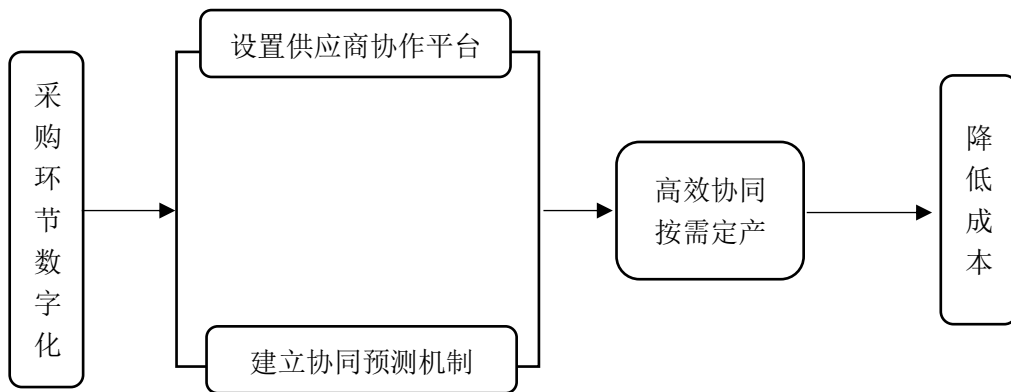 采购环节数字化
设置供应商协作平台
建立协同预测机制
高效协同
按需定产
降低成本